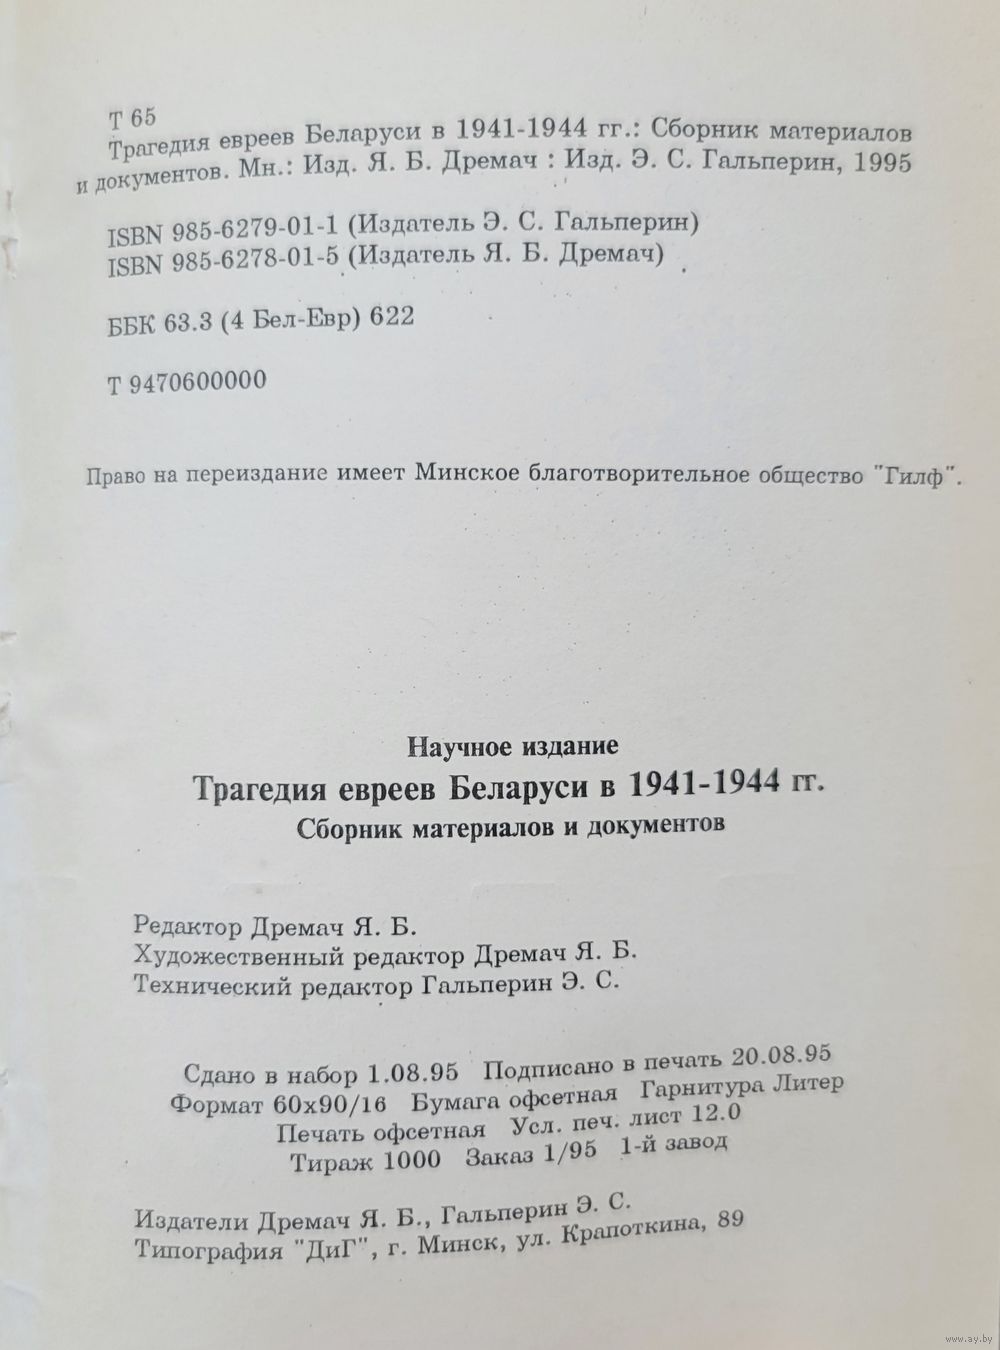 Т 65
Трагедия евреев Беларуси в 1941-1944 гг.: Сборник материалов
и документов. Мн.: Изд. Я. Б. Дремач : Изд. Э. С. Гальперин, 1995
ISBN 985-6279-01-1 (Издатель Э. С. Гальперин)
ISBN 985-6278-01-5 (Издатель Я. Б. Дремач)
ББК 63.3 (4 Бел-Евр) 622
Т 9470600000
Право на переиздание имеет Минское благотворительное общество "Гилф".
Научное издание
Трагедия евреев Беларуси в 1941-1944 гг.
Сборник материалов и документов
Редактор Дремач Я. Б.
Художественный редактор Дремач Я. Б.
Технический редактор Гальперин Э. С.
Сдано в набор 1.08.95 Подписано в печать 20.08.95
Формат 60х90/16 Бумага офсетная Гарнитура Литер
Печать офсетная Усл. печ. лист 12.0
Тираж 1000 Заказ 1/95 1-й завод
Издатели Дремач Я. Б., Гальперин Э. С.
Типография "ДиГ", г. Минск, ул. Крапоткина, 89
www.ay.by